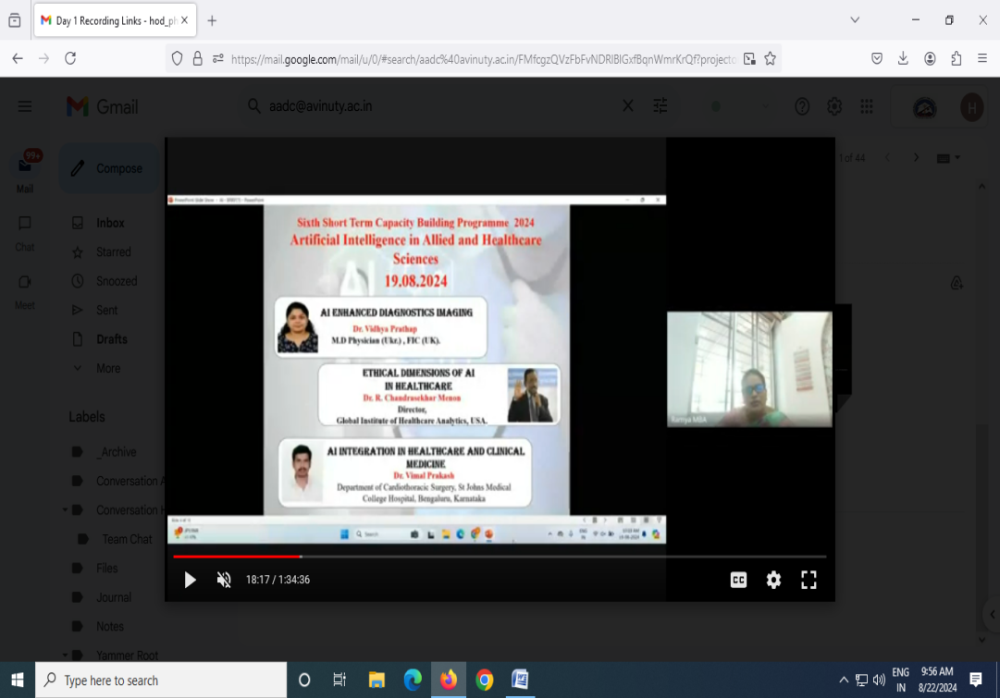 Day 1 Recording Links - hod_ph
https://mail.google.com/mail/u/0/#search/aadc%40avinuty.ac.in/FMfcgzQVzFbFvNDRlBlGxfBqnWmrKrQf?projecto
Gmail
aadc@avinuty.ac.in
H
99+
Mail
Chat
Meet
Compose
1 of 44
Inbox
Starred
Snoozed
Sent
Drafts
More
Labels
_Archive
Conversation A
Conversation H
Team Chat
Files
Journal
Notes
Yammer Root
Sixth Short Term Capacity Building Programme 2024
Artificial Intelligence in Allied and Healthcare
Sciences
19.08.2024
AI ENHANCED DIAGNOSTICS IMAGING
Dr. Vidhya Prathap
M.D Physician (Ukr.) , FIC (UK).
ETHICAL DIMENSIONS OF AI
IN HEALTHCARE
Dr. R. Chandrasekhar Menon
Director,
Global Institute of Healthcare Analytics, USA.
AI INTEGRATION IN HEALTHCARE AND CLINICAL
MEDICINE
Dr. Vimal Prakash
Department of Cardiothoracic Surgery, St Johns Medical
College Hospital, Bengaluru, Karnataka
Search
Ramya MBA
18:17 / 1:34:36
CC
Type here to search
ENG
IN
9:56 AM
8/22/2024